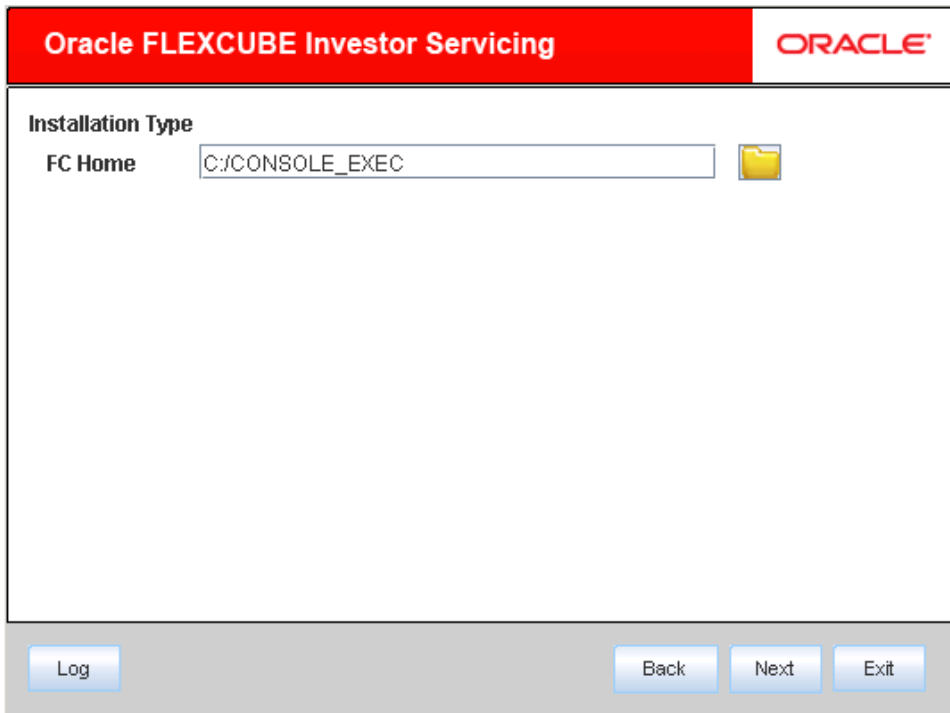 Oracle FLEXCUBE Investor Servicing
ORACLE
Installation Type
FC Home C:/CONSOLE_EXEC
Log Back Next Exit